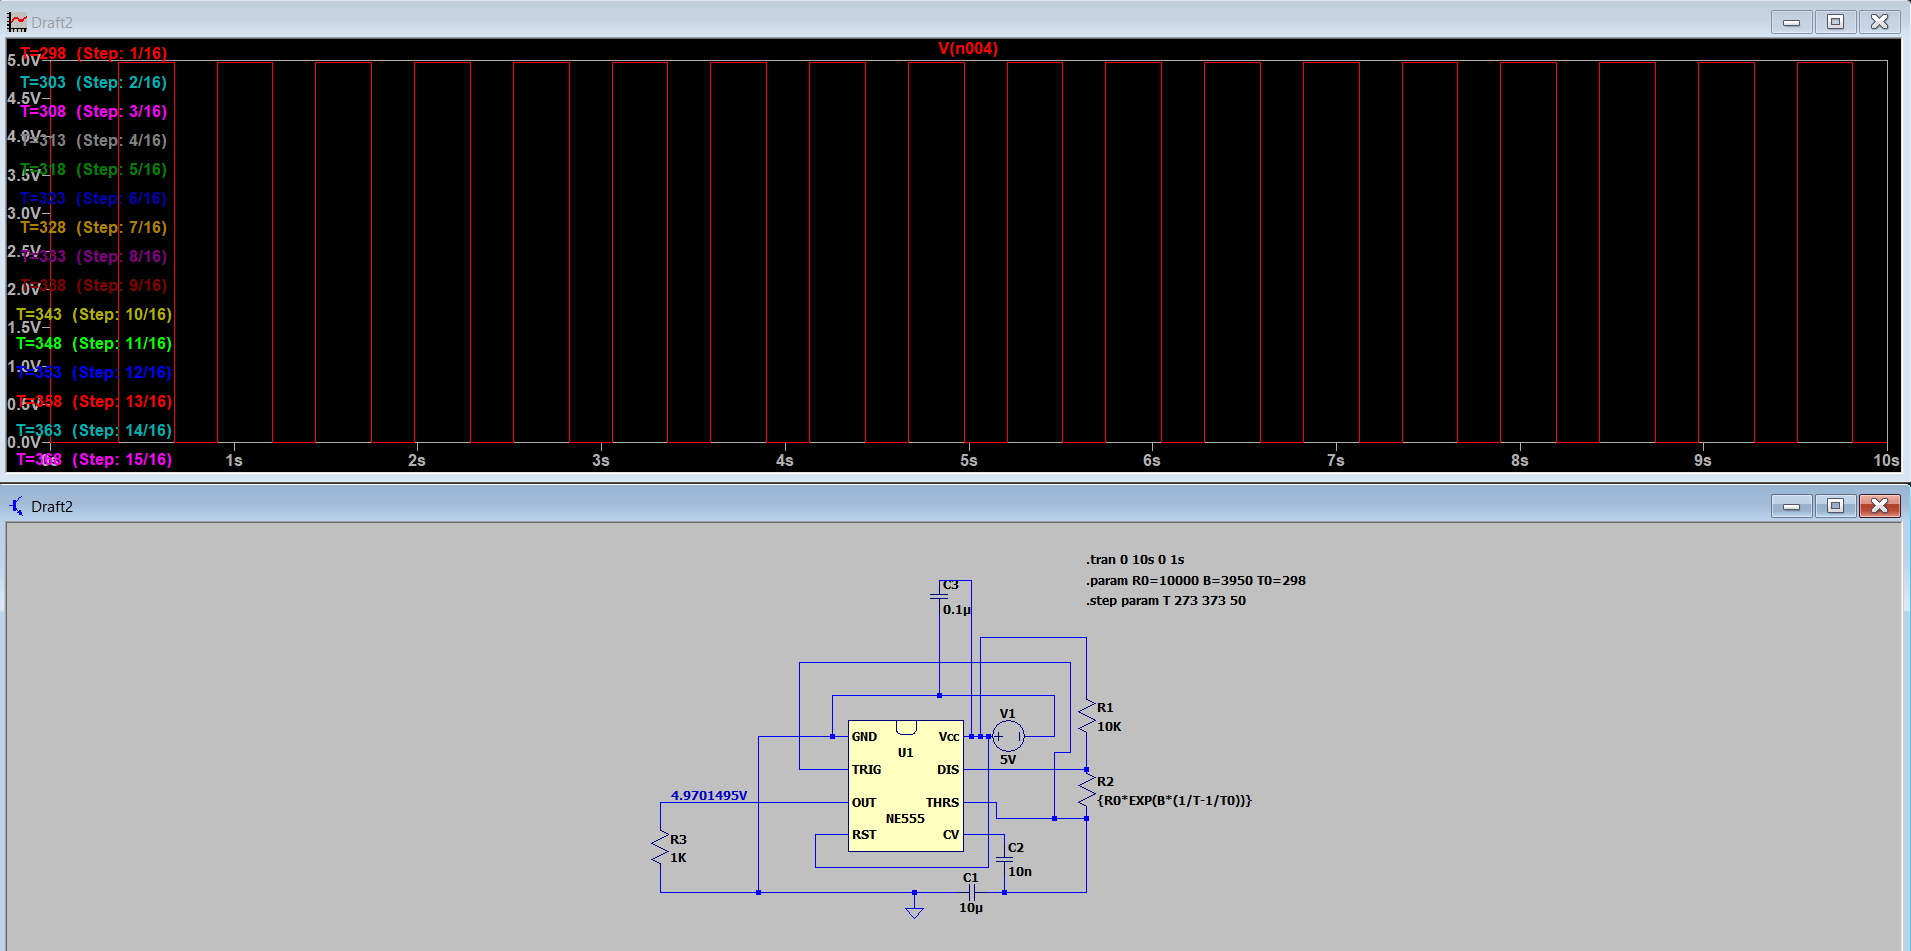 Draft2
V(n004)
T=298 (Step: 1/16)
5.0V
T=303 (Step: 2/16)
4.5V
T=308 (Step: 3/16)
4.0V
T=313 (Step: 4/16)
T=318 (Step: 5/16)
3.5V
T=323 (Step: 6/16)
3.0V
T=328 (Step: 7/16)
2.5V
T=333 (Step: 8/16)
T=338 (Step: 9/16)
2.0V
T=343 (Step: 10/16)
1.5V
T=348 (Step: 11/16)
1.0V
T=353 (Step: 12/16)
T=358 (Step: 13/16)
0.5V
T=363 (Step: 14/16)
0.0V
T=368 (Step: 15/16)
0s 1s 2s 3s 4s 5s 6s 7s 8s 9s 10s
Draft2
.tran 0 10s 0 1s
.param R0=10000 B=3950 T0=298
.step param T 273 373 50
C3
0.1µ
R1
10K
V1
5V
GND
Vcc
U1
TRIG
DIS
R2
{R0*EXP(B*(1/T-1/T0))}
4.9701495V
OUT
THRS
NE555
RST
CV
R3
1K
C2
10n
C1
10µ